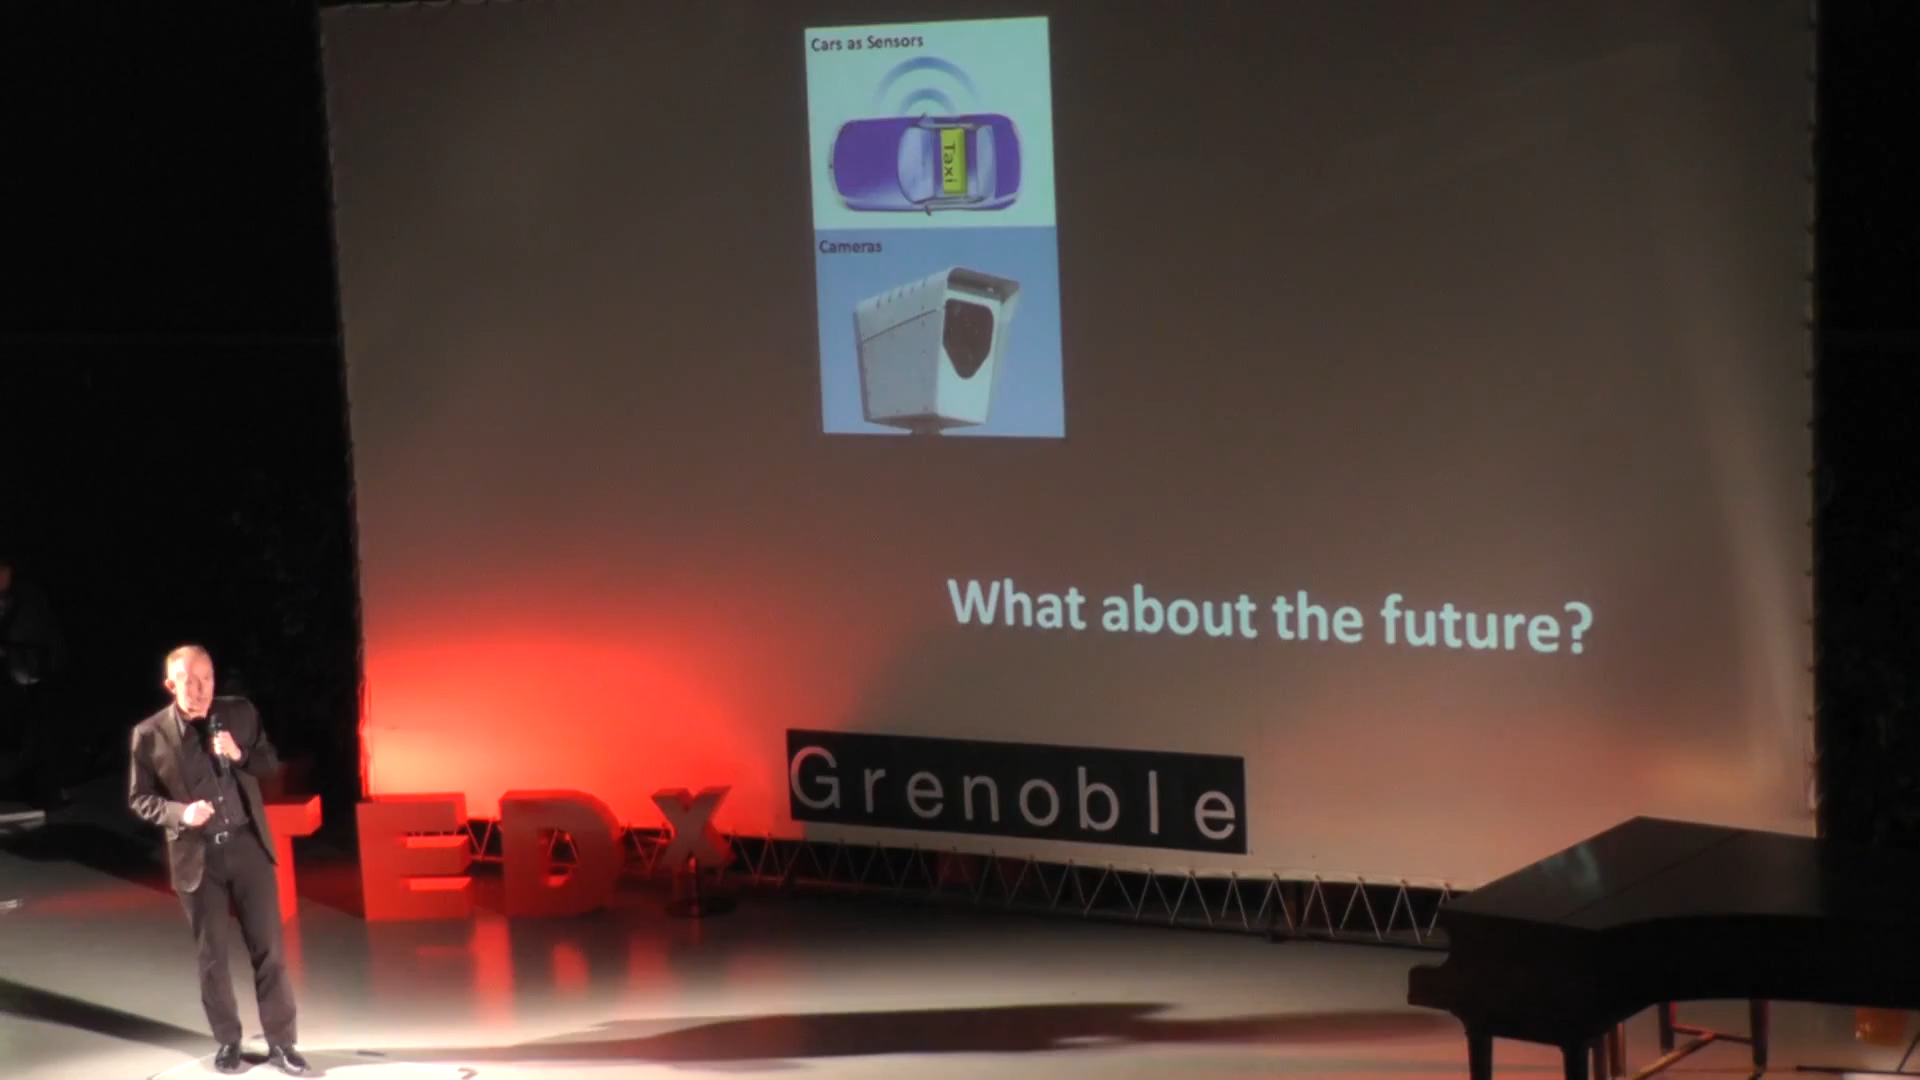 Cars as Sensors
Taxi
Cameras
What about the future?
TEDx
Grenoble